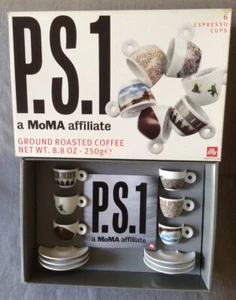 6
ESPRESSO
CUPS
P.S.1
a MoMA affiliate
GROUND ROASTED COFFEE
NET WT. 8.8 OZ - 250g℮
illy
P.S.1
a MoMA affiliate